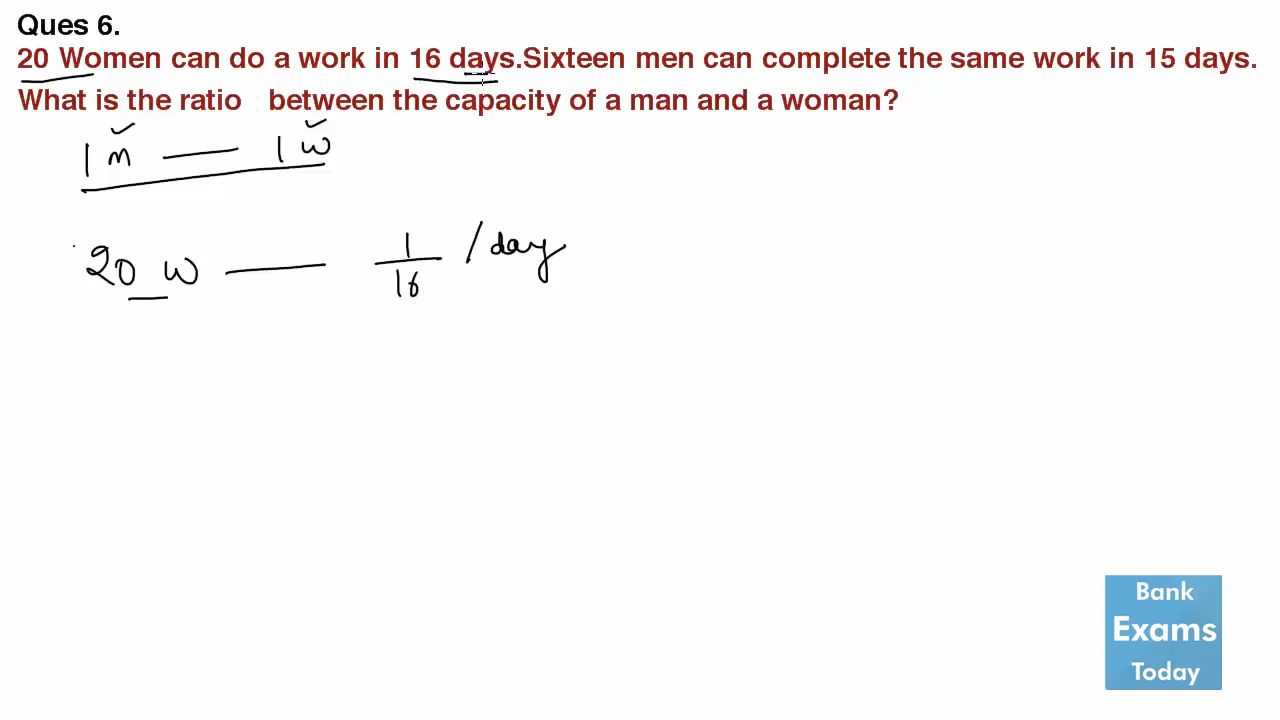 Ques 6.
20 Women can do a work in 16 days.Sixteen men can complete the same work in 15 days.
What is the ratio between the capacity of a man and a woman?
1 m — 1 w
20 w — 1/16 /day
Bank
Exams
Today